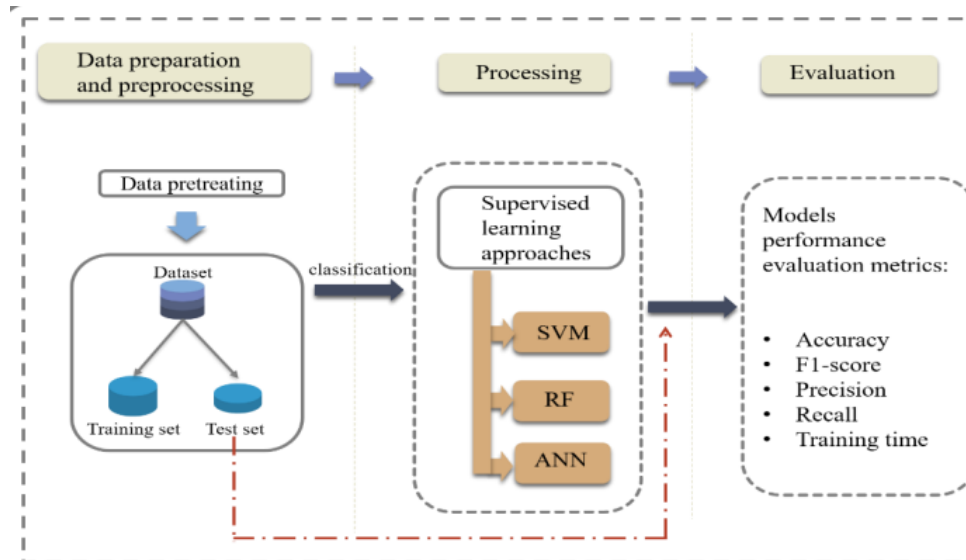 Data preparation
and preprocessing
Processing
Evaluation
Data pretreating
Dataset
Training set
Test set
classification
Supervised
learning
approaches
SVM
RF
ANN
Models
performance
evaluation metrics:
• Accuracy
• F1-score
• Precision
• Recall
• Training time